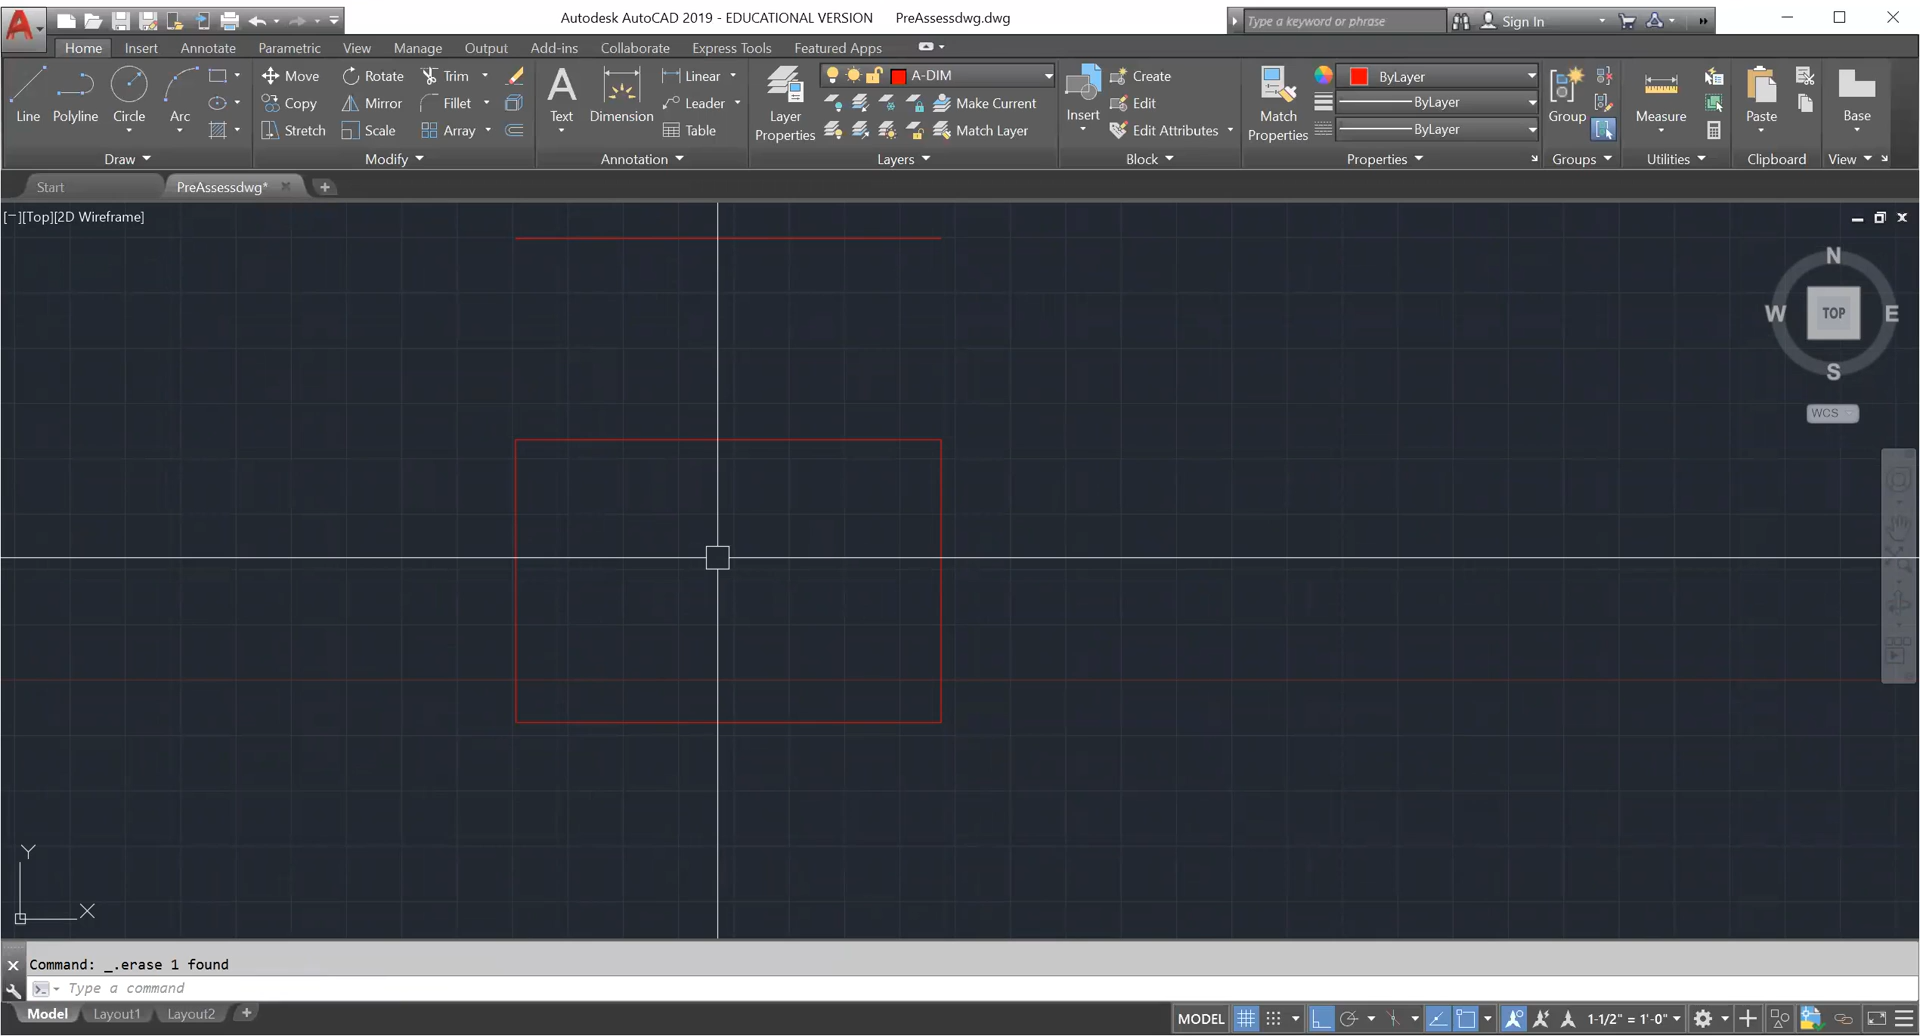 Autodesk AutoCAD 2019 - EDUCATIONAL VERSION PreAssessdwg.dwg
Type a keyword or phrase
Sign In
Home Insert Annotate Parametric View Manage Output Add-ins Collaborate Express Tools Featured Apps
Line Polyline Circle Arc
Move Rotate Trim
Copy Mirror Fillet
Stretch Scale Array
Text Dimension
Linear
Leader
Table
Layer
Properties
A-DIM
Make Current
Match Layer
Insert
Create
Edit
Edit Attributes
Match
Properties
ByLayer
ByLayer
ByLayer
Group
Measure
Paste
Base
Draw Modify Annotation Layers Block Properties Groups Utilities Clipboard View
Start PreAssessdwg*
[−][Top][2D Wireframe]
N
W TOP E
S
WCS
Y
X
Command: _.erase 1 found
Type a command
Model Layout1 Layout2
MODEL 1-1/2" = 1'-0"